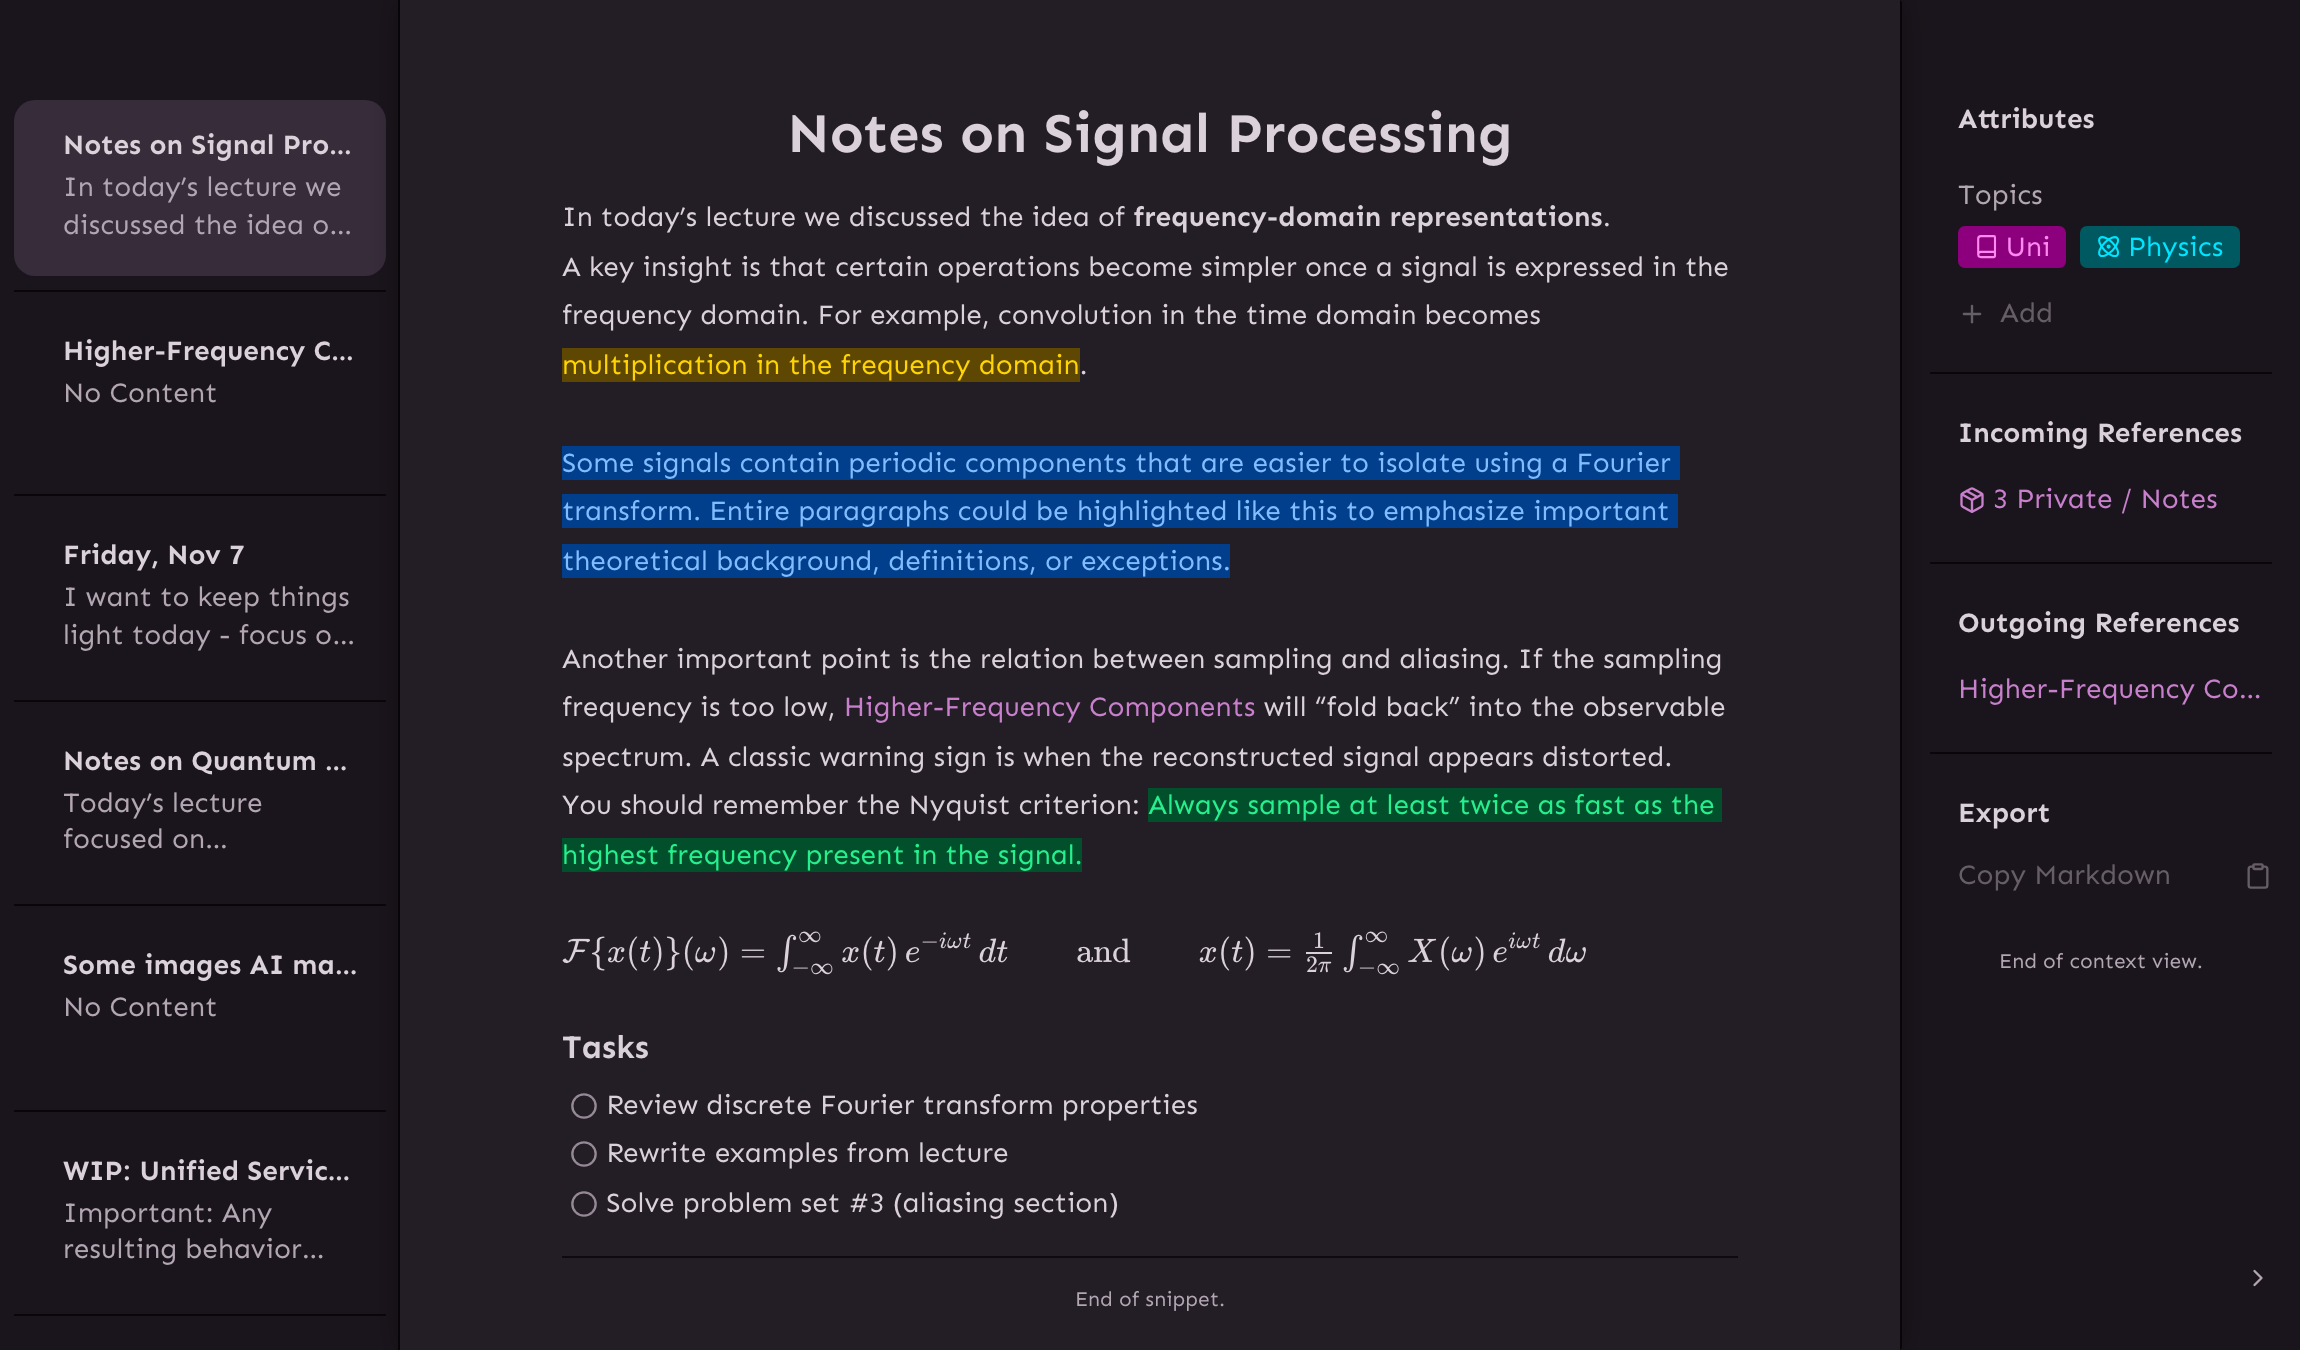 Notes on Signal Pro...
In today’s lecture we
discussed the idea o...
Higher-Frequency C...
No Content
Friday, Nov 7
I want to keep things
light today - focus o...
Notes on Quantum ...
Today’s lecture
focused on...
Some images AI ma...
No Content
WIP: Unified Servic...
Important: Any
resulting behavior...
Notes on Signal Processing
In today’s lecture we discussed the idea of frequency-domain representations.
A key insight is that certain operations become simpler once a signal is expressed in the
frequency domain. For example, convolution in the time domain becomes
multiplication in the frequency domain.
Some signals contain periodic components that are easier to isolate using a Fourier
transform. Entire paragraphs could be highlighted like this to emphasize important
theoretical background, definitions, or exceptions.
Another important point is the relation between sampling and aliasing. If the sampling
frequency is too low, Higher-Frequency Components will “fold back” into the observable
spectrum. A classic warning sign is when the reconstructed signal appears distorted.
You should remember the Nyquist criterion: Always sample at least twice as fast as the
highest frequency present in the signal.
ℱ{x(t)}(ω) = ∫_{−∞}^{∞} x(t) e^{−iωt} dt and x(t) = 1/2π ∫_{−∞}^{∞} X(ω) e^{iωt} dω
Tasks
Review discrete Fourier transform properties
Rewrite examples from lecture
Solve problem set #3 (aliasing section)
End of snippet.
Attributes
Topics
Uni Physics
+ Add
Incoming References
3 Private / Notes
Outgoing References
Higher-Frequency Co...
Export
Copy Markdown
End of context view.